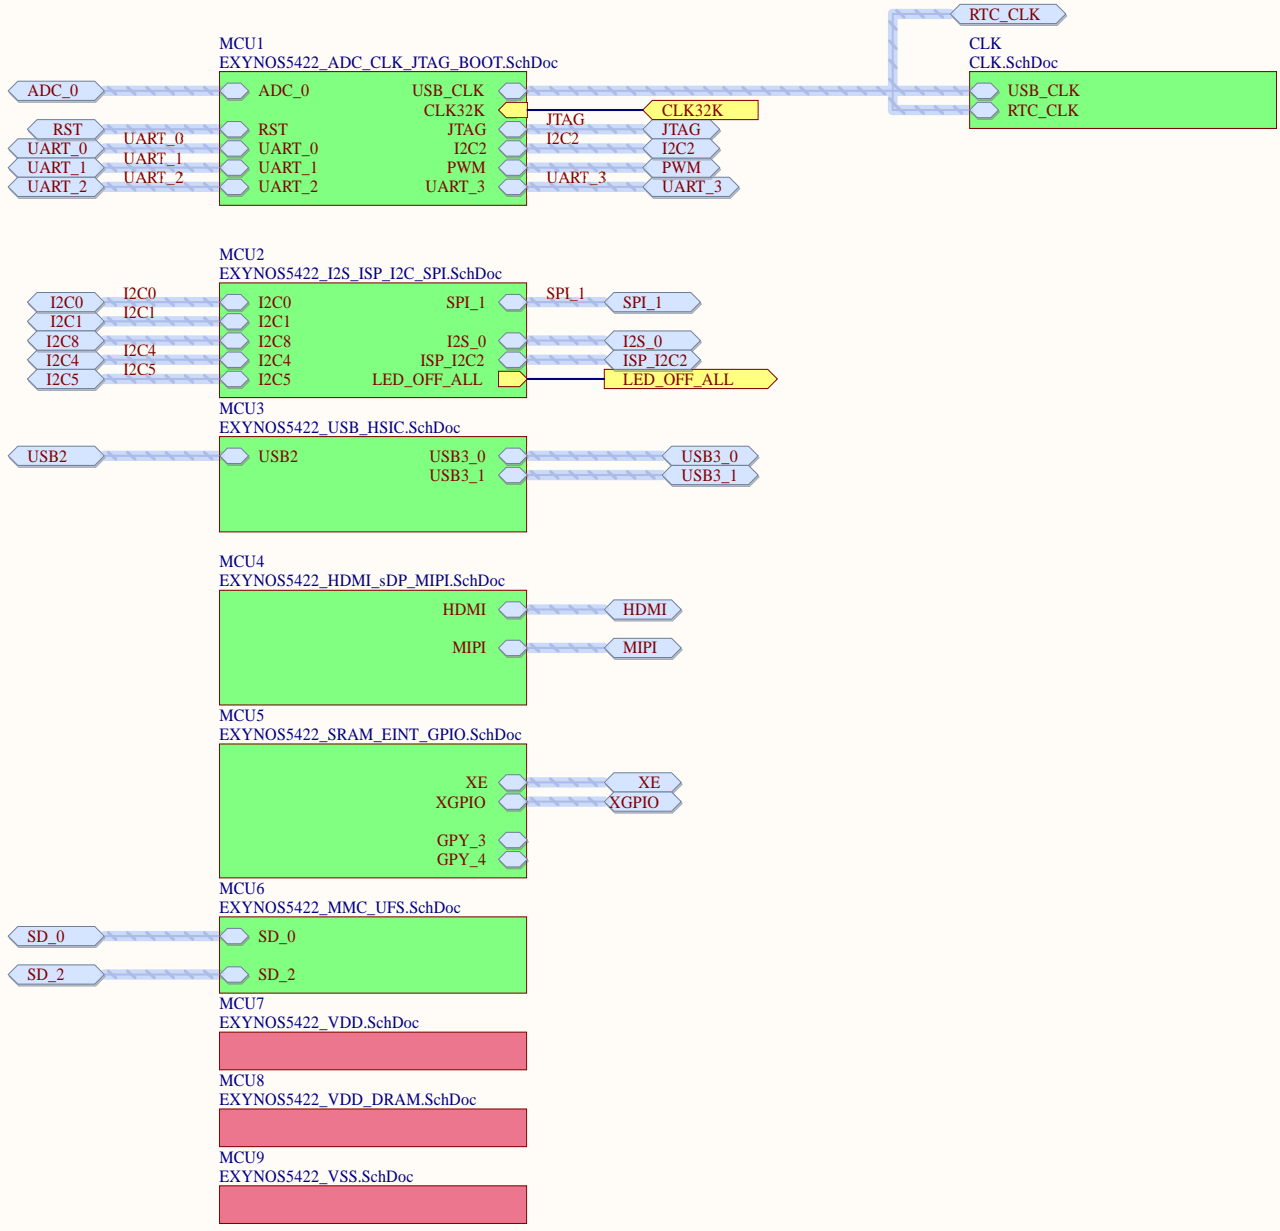 RTC_CLK
MCU1
EXYNOS5422_ADC_CLK_JTAG_BOOT.SchDoc
CLK
CLK.SchDoc
ADC_0 ADC_0 USB_CLK USB_CLK
CLK32K CLK32K RTC_CLK
JTAG
RST RST JTAG JTAG
UART_0 I2C2
UART_0 UART_0 I2C2 I2C2
UART_1
UART_1 UART_1 PWM PWM
UART_2 UART_3
UART_2 UART_2 UART_3 UART_3
MCU2
EXYNOS5422_I2S_ISP_I2C_SPI.SchDoc
I2C0 SPI_1
I2C0 I2C0 SPI_1 SPI_1
I2C1
I2C1 I2C1
I2C8 I2C8 I2S_0 I2S_0
I2C4
I2C4 I2C4 ISP_I2C2 ISP_I2C2
I2C5
I2C5 I2C5 LED_OFF_ALL LED_OFF_ALL
MCU3
EXYNOS5422_USB_HSIC.SchDoc
USB2 USB2 USB3_0 USB3_0
USB3_1 USB3_1
MCU4
EXYNOS5422_HDMI_sDP_MIPI.SchDoc
HDMI HDMI
MIPI MIPI
MCU5
EXYNOS5422_SRAM_EINT_GPIO.SchDoc
XE XE
XGPIO XGPIO
GPY_3
GPY_4
MCU6
EXYNOS5422_MMC_UFS.SchDoc
SD_0 SD_0
SD_2 SD_2
MCU7
EXYNOS5422_VDD.SchDoc
MCU8
EXYNOS5422_VDD_DRAM.SchDoc
MCU9
EXYNOS5422_VSS.SchDoc